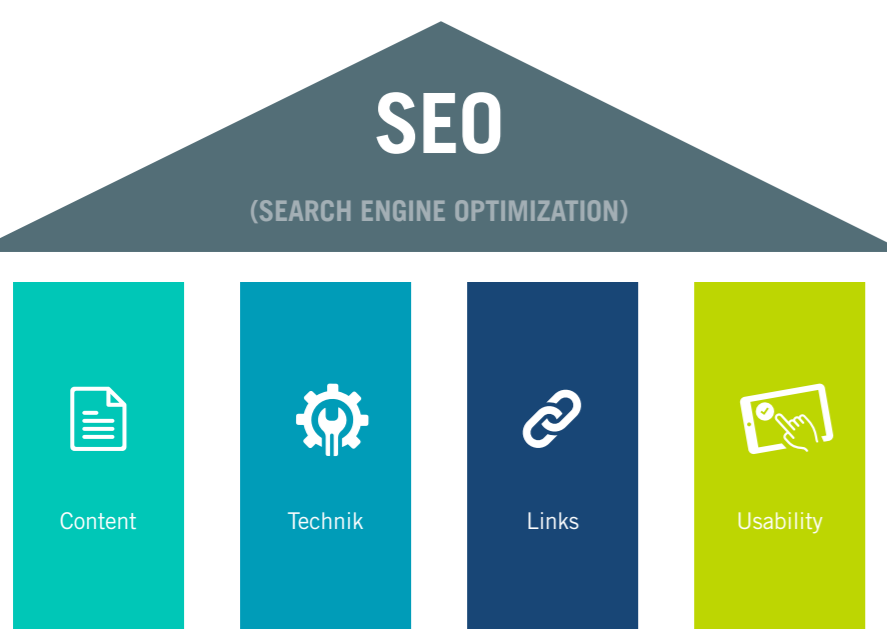 SEO
(SEARCH ENGINE OPTIMIZATION)
Content
Technik
Links
Usability